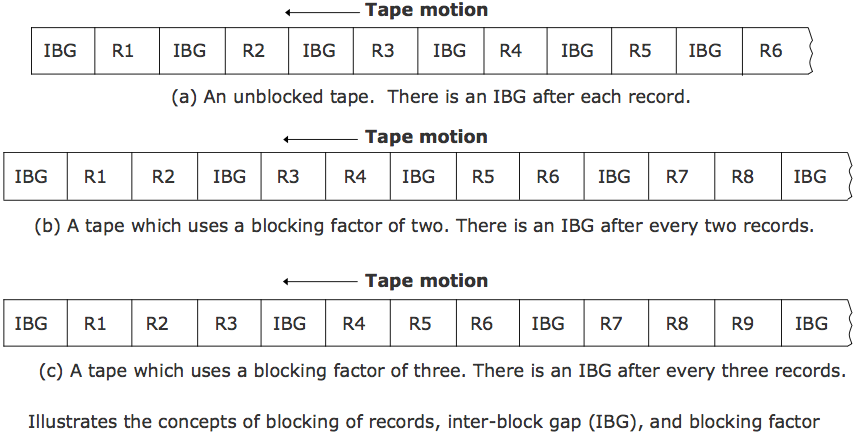 Tape motion
IBG R1 IBG R2 IBG R3 IBG R4 IBG R5 IBG R6
(a) An unblocked tape. There is an IBG after each record.
Tape motion
IBG R1 R2 IBG R3 R4 IBG R5 R6 IBG R7 R8 IBG
(b) A tape which uses a blocking factor of two. There is an IBG after every two records.
Tape motion
IBG R1 R2 R3 IBG R4 R5 R6 IBG R7 R8 R9 IBG
(c) A tape which uses a blocking factor of three. There is an IBG after every three records.
Illustrates the concepts of blocking of records, inter-block gap (IBG), and blocking factor